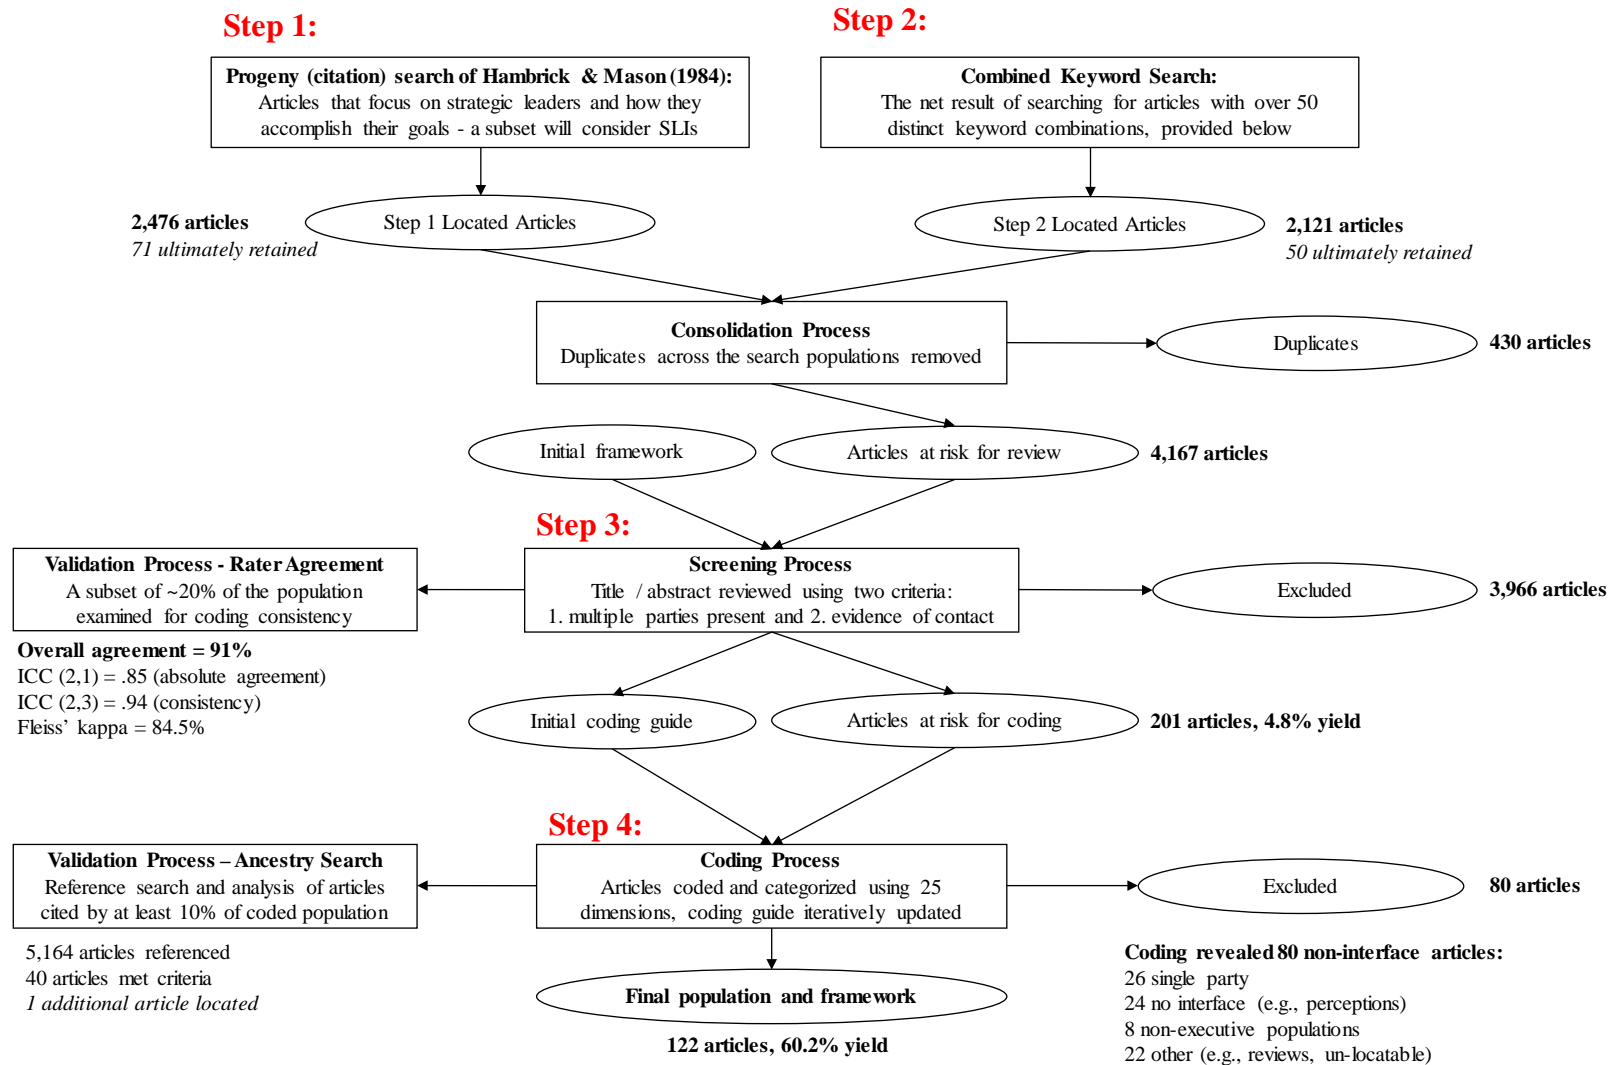 Step 1:
Step 2:
Progeny (citation) search of Hambrick & Mason (1984):
Articles that focus on strategic leaders and how they
accomplish their goals - a subset will consider SLIs
Combined Keyword Search:
The net result of searching for articles with over 50
distinct keyword combinations, provided below
2,476 articles
71 ultimately retained
Step 1 Located Articles
Step 2 Located Articles
2,121 articles
50 ultimately retained
Consolidation Process
Duplicates across the search populations removed
Duplicates
430 articles
Initial framework
Articles at risk for review
4,167 articles
Step 3:
Validation Process - Rater Agreement
A subset of ~20% of the population
examined for coding consistency
Screening Process
Title / abstract reviewed using two criteria:
1. multiple parties present and 2. evidence of contact
Excluded
3,966 articles
Overall agreement = 91%
ICC (2,1) = .85 (absolute agreement)
ICC (2,3) = .94 (consistency)
Fleiss’ kappa = 84.5%
Initial coding guide
Articles at risk for coding
201 articles, 4.8% yield
Step 4:
Validation Process – Ancestry Search
Reference search and analysis of articles
cited by at least 10% of coded population
Coding Process
Articles coded and categorized using 25
dimensions, coding guide iteratively updated
Excluded
80 articles
5,164 articles referenced
40 articles met criteria
1 additional article located
Final population and framework
122 articles, 60.2% yield
Coding revealed 80 non-interface articles:
26 single party
24 no interface (e.g., perceptions)
8 non-executive populations
22 other (e.g., reviews, un-locatable)